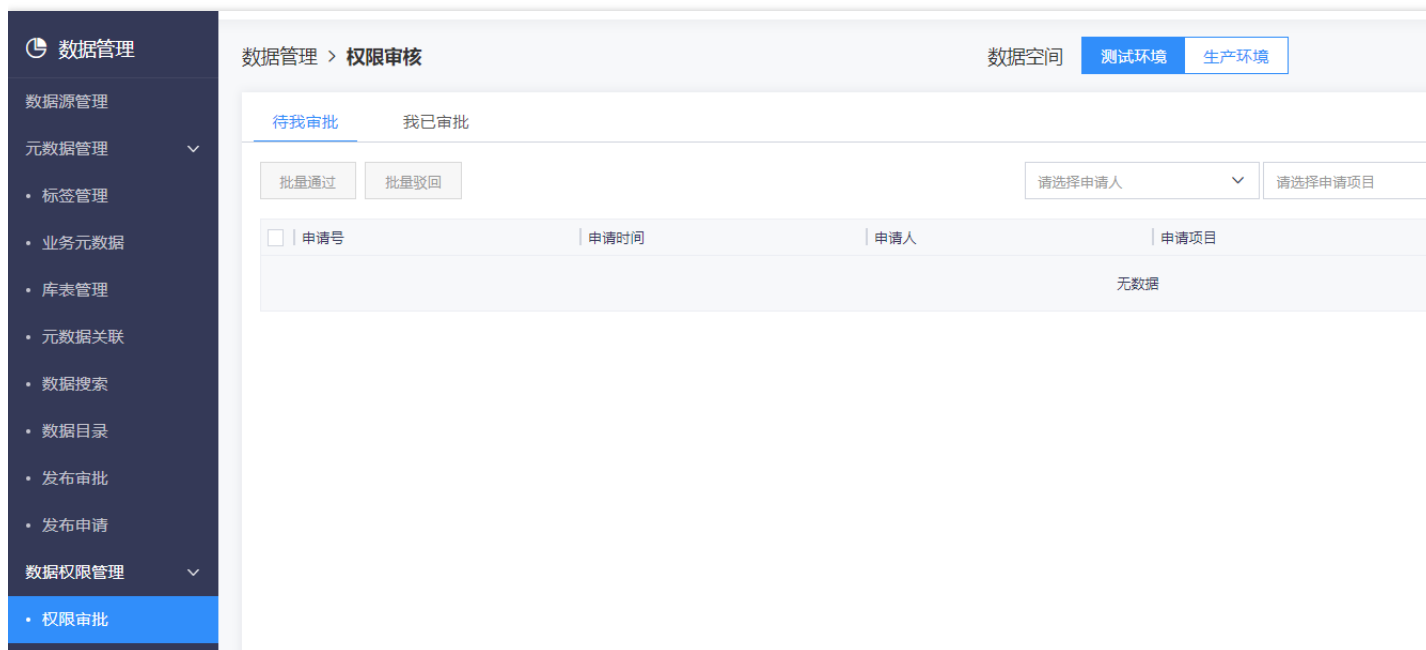 数据管理
数据源管理
元数据管理
• 标签管理
• 业务元数据
• 库表管理
• 元数据关联
• 数据搜索
• 数据目录
• 发布审批
• 发布申请
数据权限管理
• 权限审批
数据管理 > 权限审核
数据空间 测试环境 生产环境
待我审批 我已审批
批量通过 批量驳回 请选择申请人 请选择申请项目
申请号 申请时间 申请人 申请项目
无数据